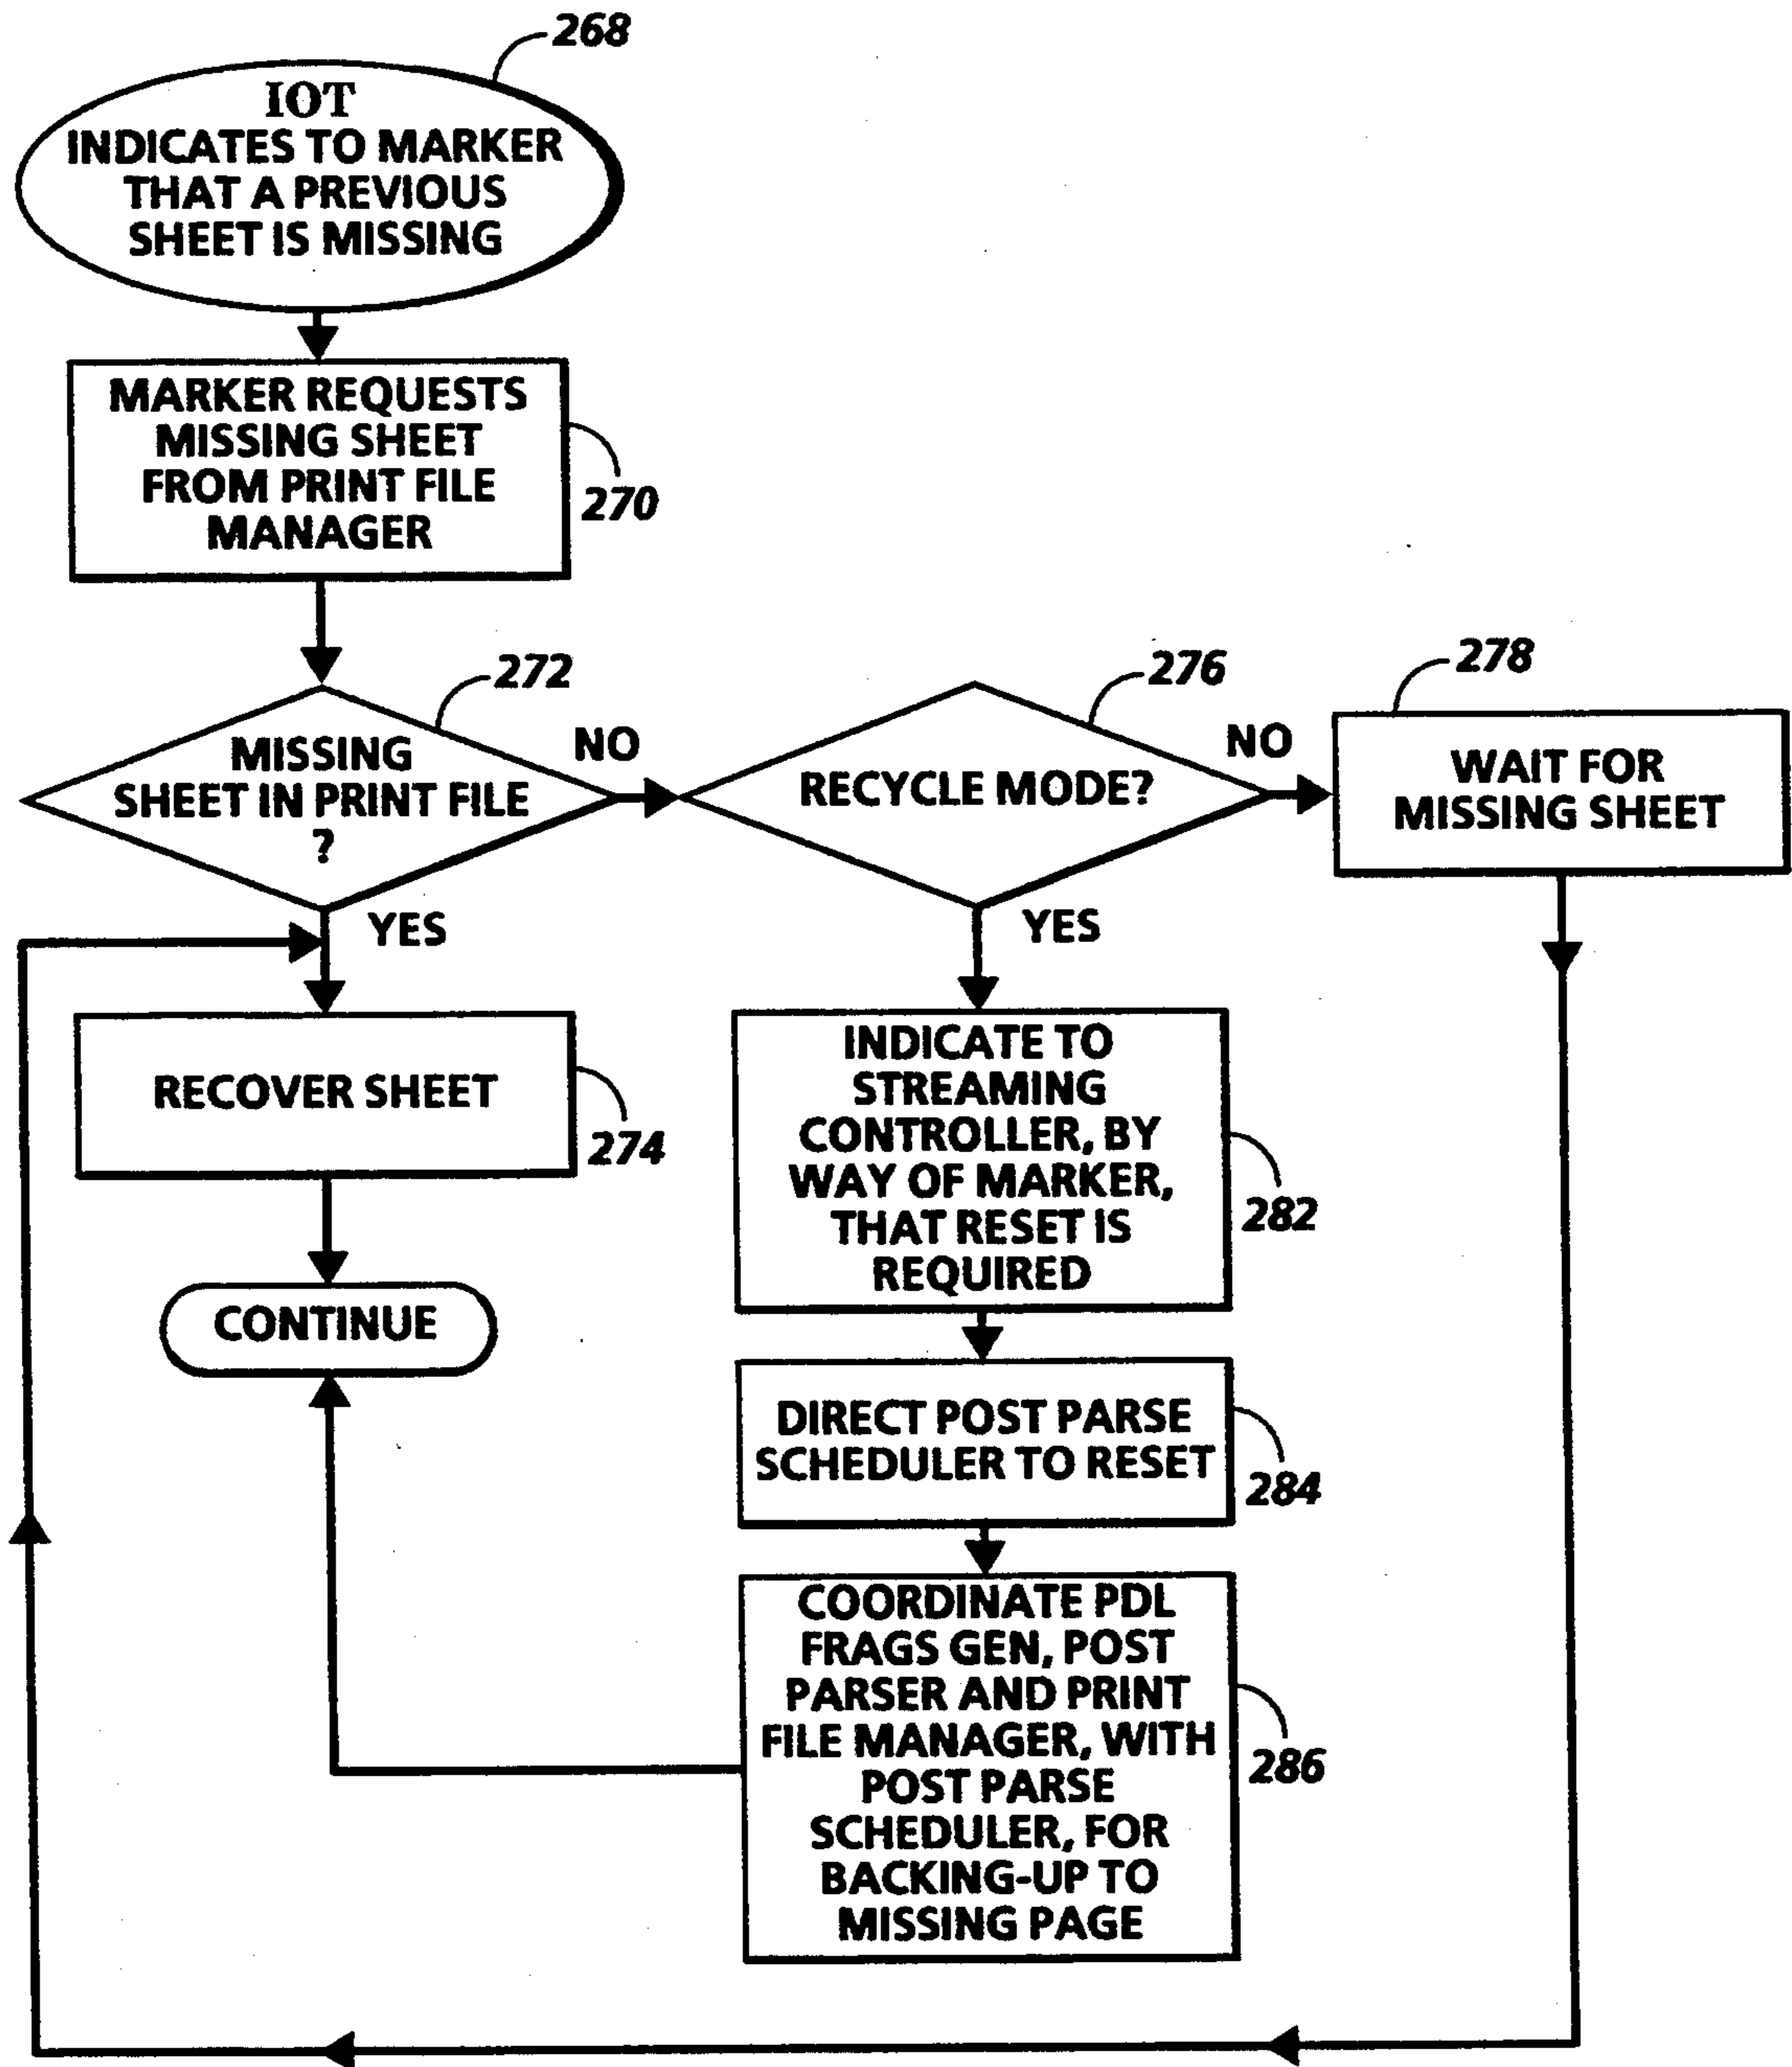 268
IOT
INDICATES TO MARKER
THAT A PREVIOUS
SHEET IS MISSING
MARKER REQUESTS
MISSING SHEET
FROM PRINT FILE
MANAGER
270
272
MISSING
SHEET IN PRINT FILE
?
NO
YES
276
RECYCLE MODE?
NO
YES
278
WAIT FOR
MISSING SHEET
RECOVER SHEET
274
CONTINUE
INDICATE TO
STREAMING
CONTROLLER, BY
WAY OF MARKER,
THAT RESET IS
REQUIRED
282
DIRECT POST PARSE
SCHEDULER TO RESET
284
COORDINATE PDL
FRAGS GEN, POST
PARSER AND PRINT
FILE MANAGER, WITH
POST PARSE
SCHEDULER, FOR
BACKING-UP TO
MISSING PAGE
286